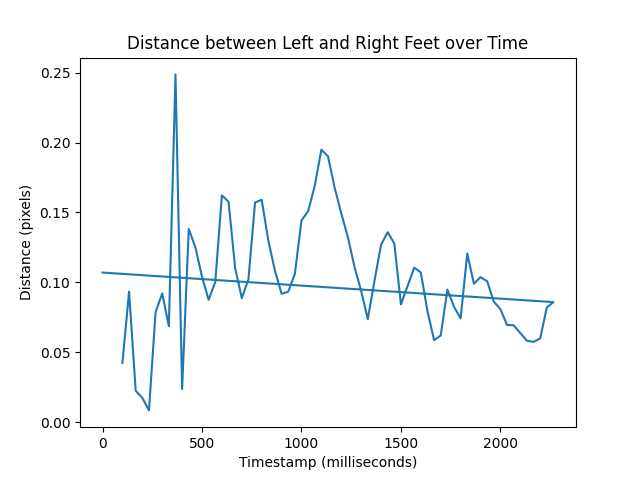 Distance between Left and Right Feet over Time
0.25
0.20
0.15
0.10
0.05
0.00
Distance (pixels)
0 500 1000 1500 2000
Timestamp (milliseconds)